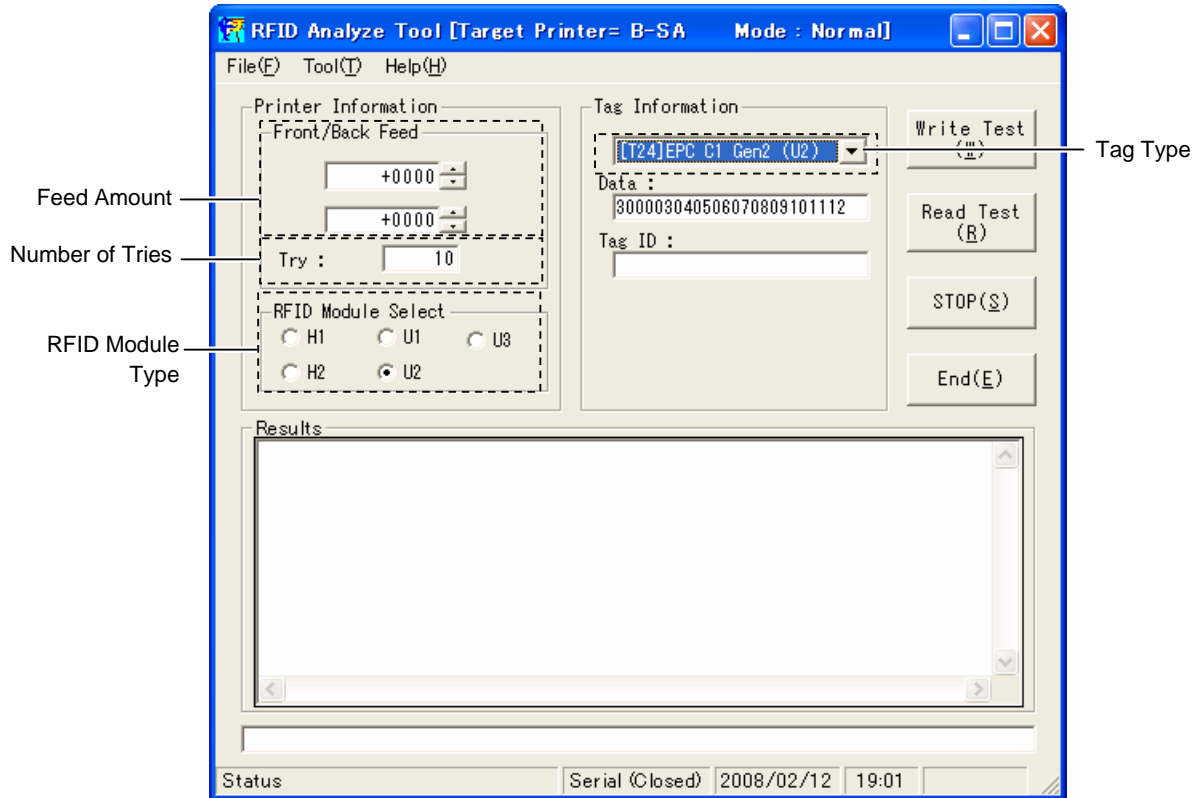 RFID Analyze Tool [Target Printer= B-SA Mode : Normal]
File(F) Tool(T) Help(H)
Printer Information
Front/Back Feed
+0000
+0000
Try : 10
RFID Module Select
H1 U1 U3
H2 U2
Tag Information
[T24]EPC C1 Gen2 (U2)
Data :
300003040506070809101112
Tag ID :
Write Test
(W)
Read Test
(R)
STOP(S)
End(E)
Feed Amount
Number of Tries
RFID Module
Type
Tag Type
Results
Status Serial (Closed) 2008/02/12 19:01